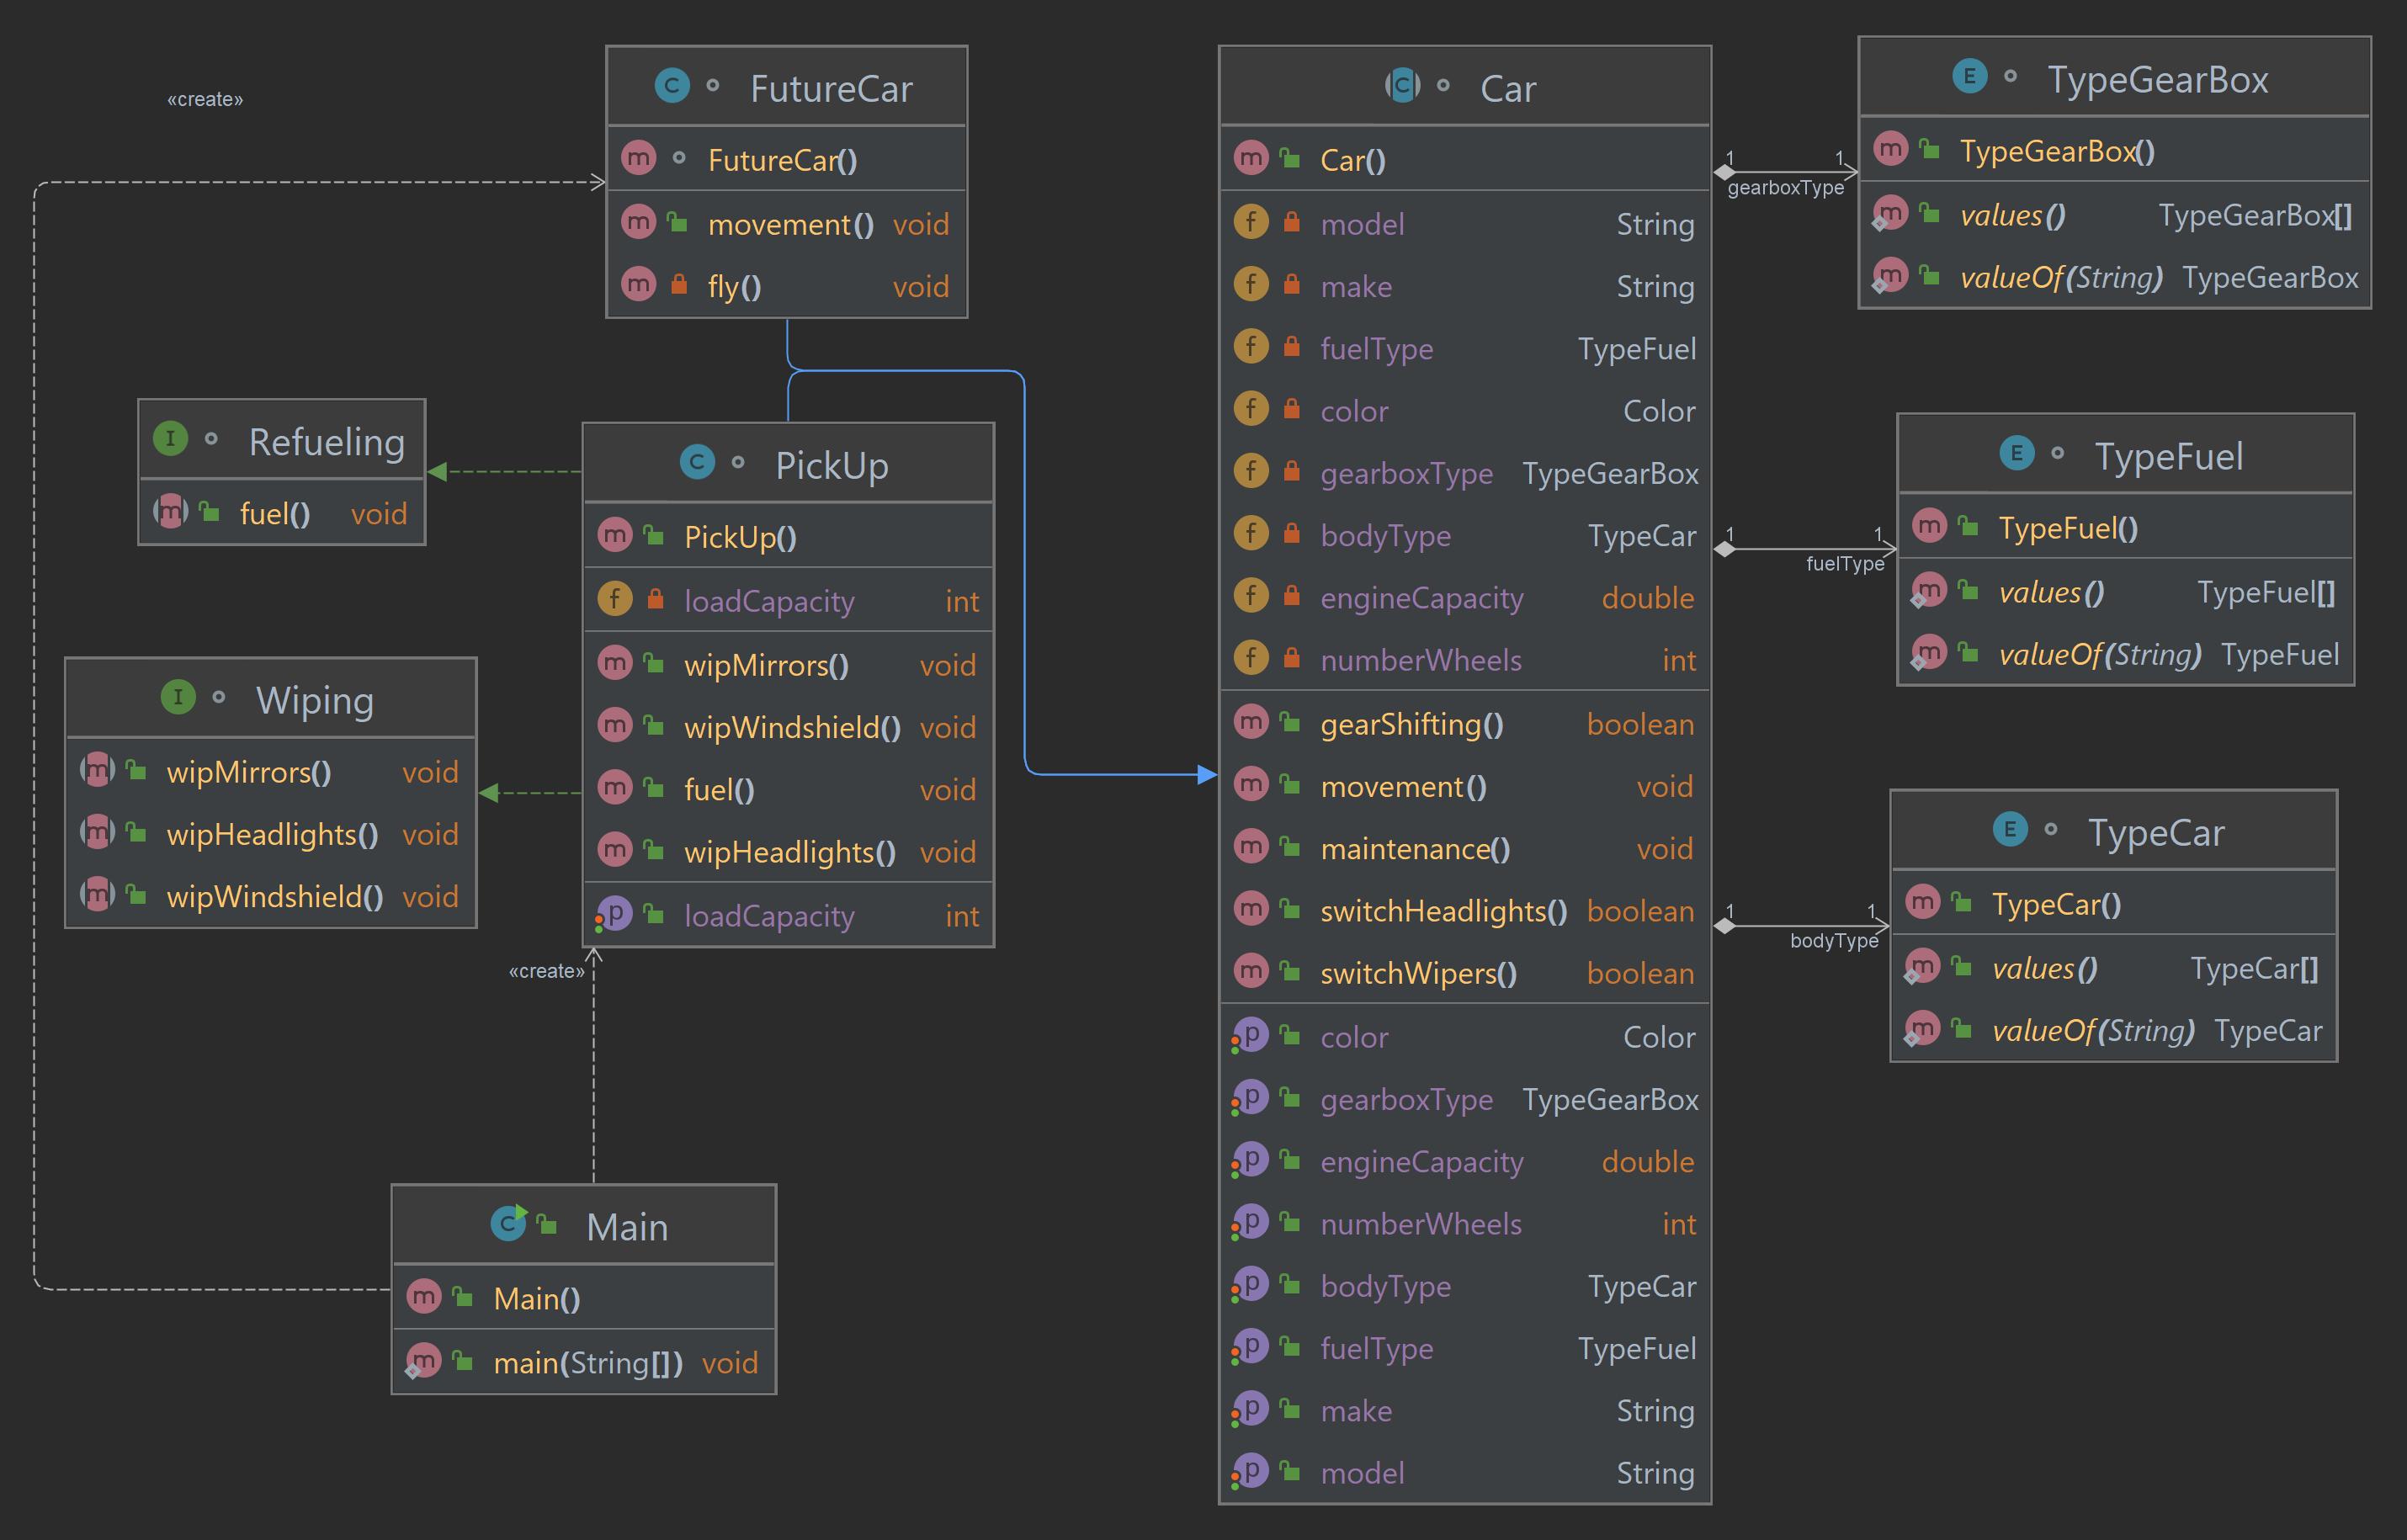 «create»
FutureCar
FutureCar()
movement() void
fly() void
Refueling
fuel() void
Wiping
wipMirrors() void
wipHeadlights() void
wipWindshield() void
PickUp
PickUp()
loadCapacity int
wipMirrors() void
wipWindshield() void
fuel() void
wipHeadlights() void
loadCapacity int
«create»
Main
Main()
main(String[]) void
Car
Car()
model String
make String
fuelType TypeFuel
color Color
gearboxType TypeGearBox
bodyType TypeCar
engineCapacity double
numberWheels int
gearShifting() boolean
movement() void
maintenance() void
switchHeadlights() boolean
switchWipers() boolean
color Color
gearboxType TypeGearBox
engineCapacity double
numberWheels int
bodyType TypeCar
fuelType TypeFuel
make String
model String
1 1
gearboxType
TypeGearBox
TypeGearBox()
values() TypeGearBox[]
valueOf(String) TypeGearBox
1 1
fuelType
TypeFuel
TypeFuel()
values() TypeFuel[]
valueOf(String) TypeFuel
1 1
bodyType
TypeCar
TypeCar()
values() TypeCar[]
valueOf(String) TypeCar